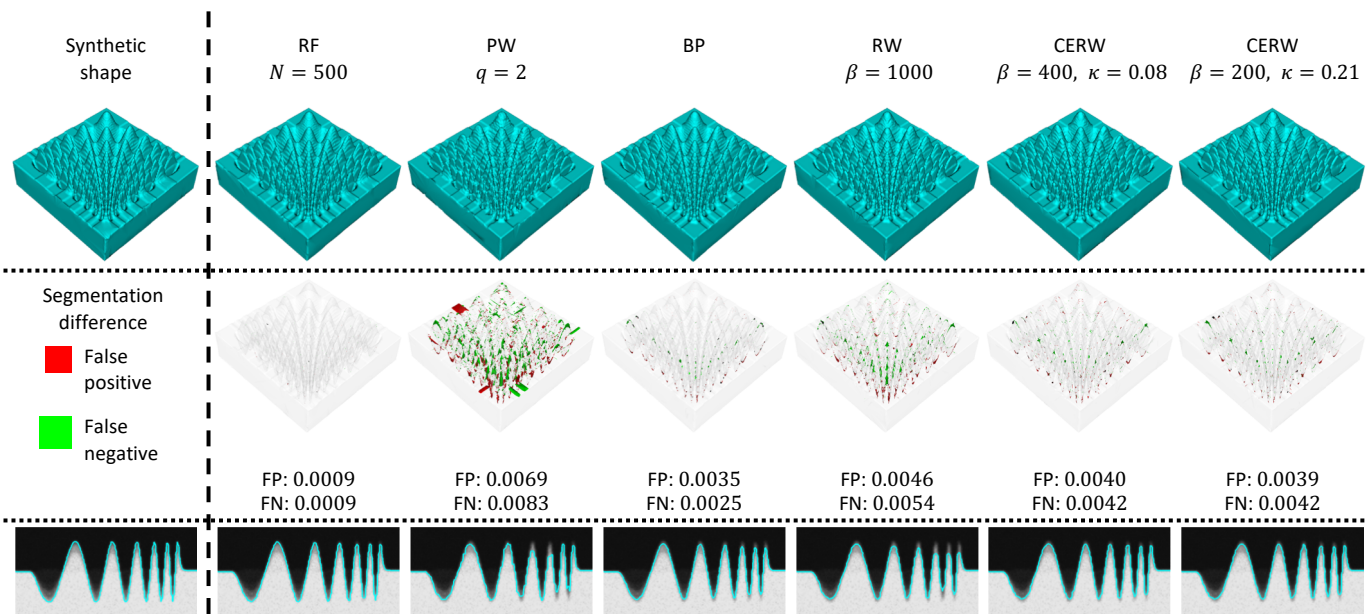 Synthetic
shape
RF
N = 500
PW
q = 2
BP
RW
β = 1000
CERW
β = 400, κ = 0.08
CERW
β = 200, κ = 0.21
Segmentation
difference
False
positive
False
negative
FP: 0.0009
FN: 0.0009
FP: 0.0069
FN: 0.0083
FP: 0.0035
FN: 0.0025
FP: 0.0046
FN: 0.0054
FP: 0.0040
FN: 0.0042
FP: 0.0039
FN: 0.0042